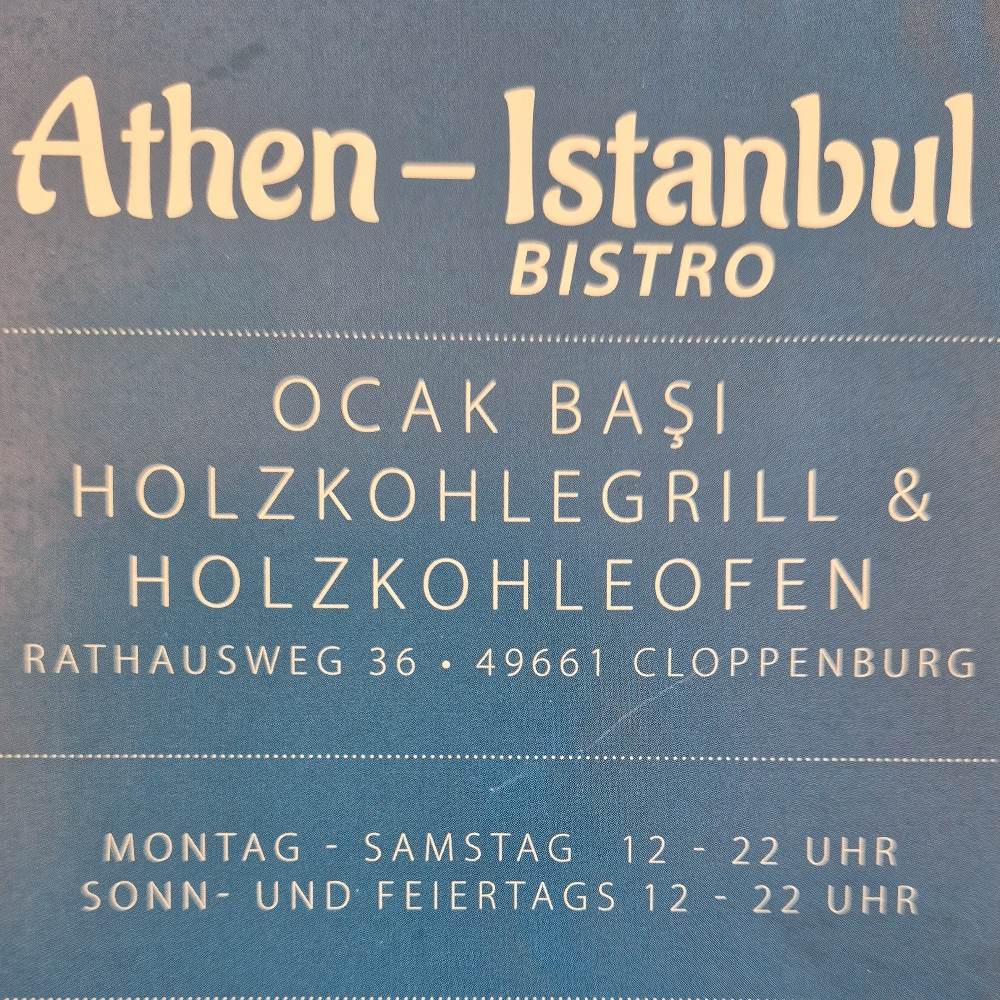 Athen – Istanbul
BISTRO
OCAK BAŞI
HOLZKOHLEGRILL &
HOLZKOHLEOFEN
RATHAUSWEG 36 • 49661 CLOPPENBURG
MONTAG - SAMSTAG 12 - 22 UHR
SONN- UND FEIERTAGS 12 - 22 UHR